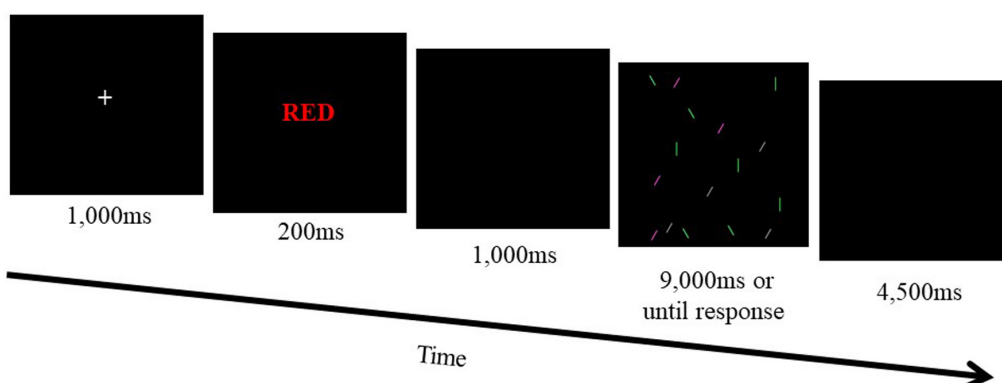 +
RED
1,000ms
200ms
1,000ms
9,000ms or
until response
4,500ms
Time